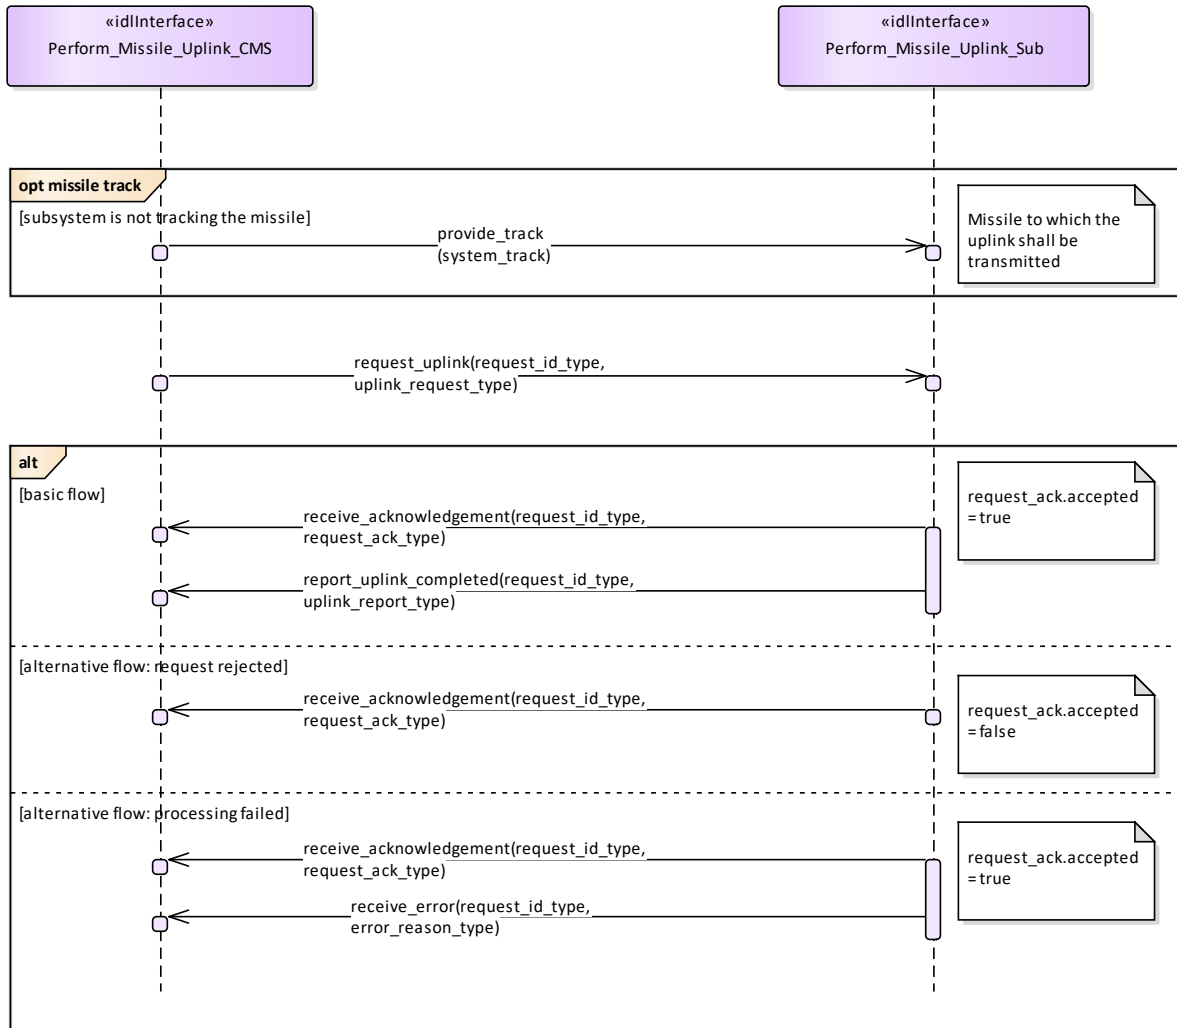 «idlInterface»
Perform_Missile_Uplink_CMS
«idlInterface»
Perform_Missile_Uplink_Sub
opt missile track
[subsystem is not tracking the missile]
provide_track
(system_track)
Missile to which the
uplink shall be
transmitted
request_uplink(request_id_type,
uplink_request_type)
alt
[basic flow]
request_ack.accepted
= true
receive_acknowledgement(request_id_type,
request_ack_type)
report_uplink_completed(request_id_type,
uplink_report_type)
[alternative flow: request rejected]
receive_acknowledgement(request_id_type,
request_ack_type)
request_ack.accepted
= false
[alternative flow: processing failed]
receive_acknowledgement(request_id_type,
request_ack_type)
request_ack.accepted
= true
receive_error(request_id_type,
error_reason_type)